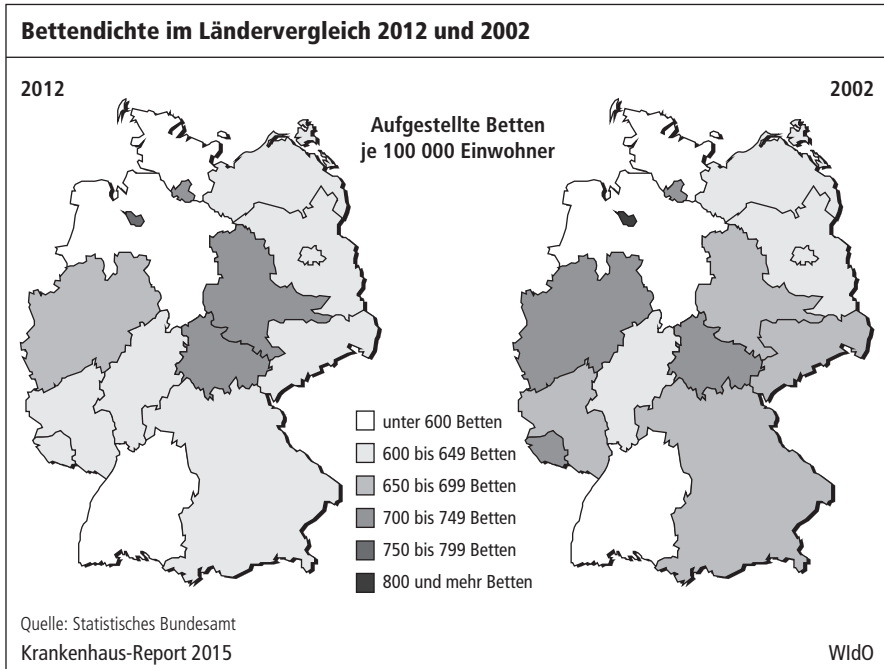 Bettendichte im Ländervergleich 2012 und 2002
2012
2002
Aufgestellte Betten
je 100 000 Einwohner
unter 600 Betten
600 bis 649 Betten
650 bis 699 Betten
700 bis 749 Betten
750 bis 799 Betten
800 und mehr Betten
Quelle: Statistisches Bundesamt
Krankenhaus-Report 2015
WIdO